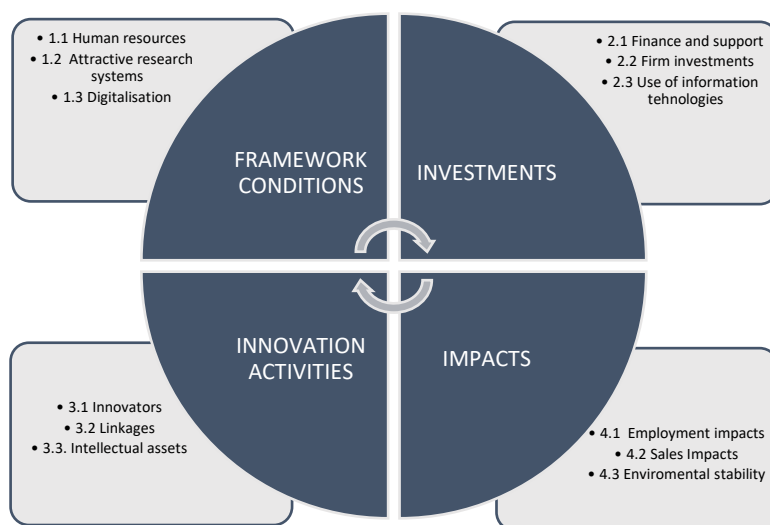 • 1.1 Human resources
• 1.2 Attractive research
systems
• 1.3 Digitalisation
FRAMEWORK
CONDITIONS
• 2.1 Finance and support
• 2.2 Firm investments
• 2.3 Use of information
tehnologies
INVESTMENTS
INNOVATION
ACTIVITIES
• 3.1 Innovators
• 3.2 Linkages
• 3.3. Intellectual assets
IMPACTS
• 4.1 Employment impacts
• 4.2 Sales Impacts
• 4.3 Enviromental stability